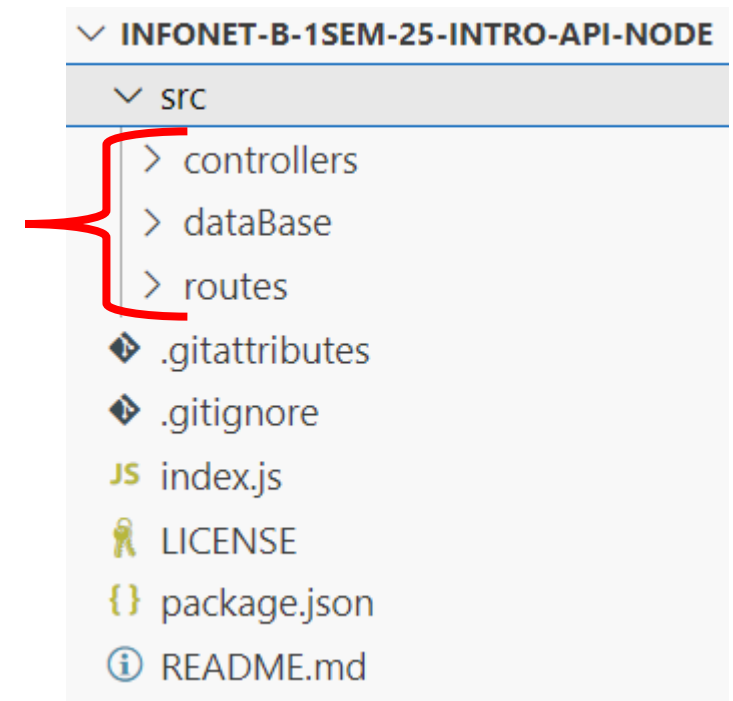 INFONET-B-1SEM-25-INTRO-API-NODE
src
controllers
dataBase
routes
.gitattributes
.gitignore
JS index.js
LICENSE
{} package.json
README.md